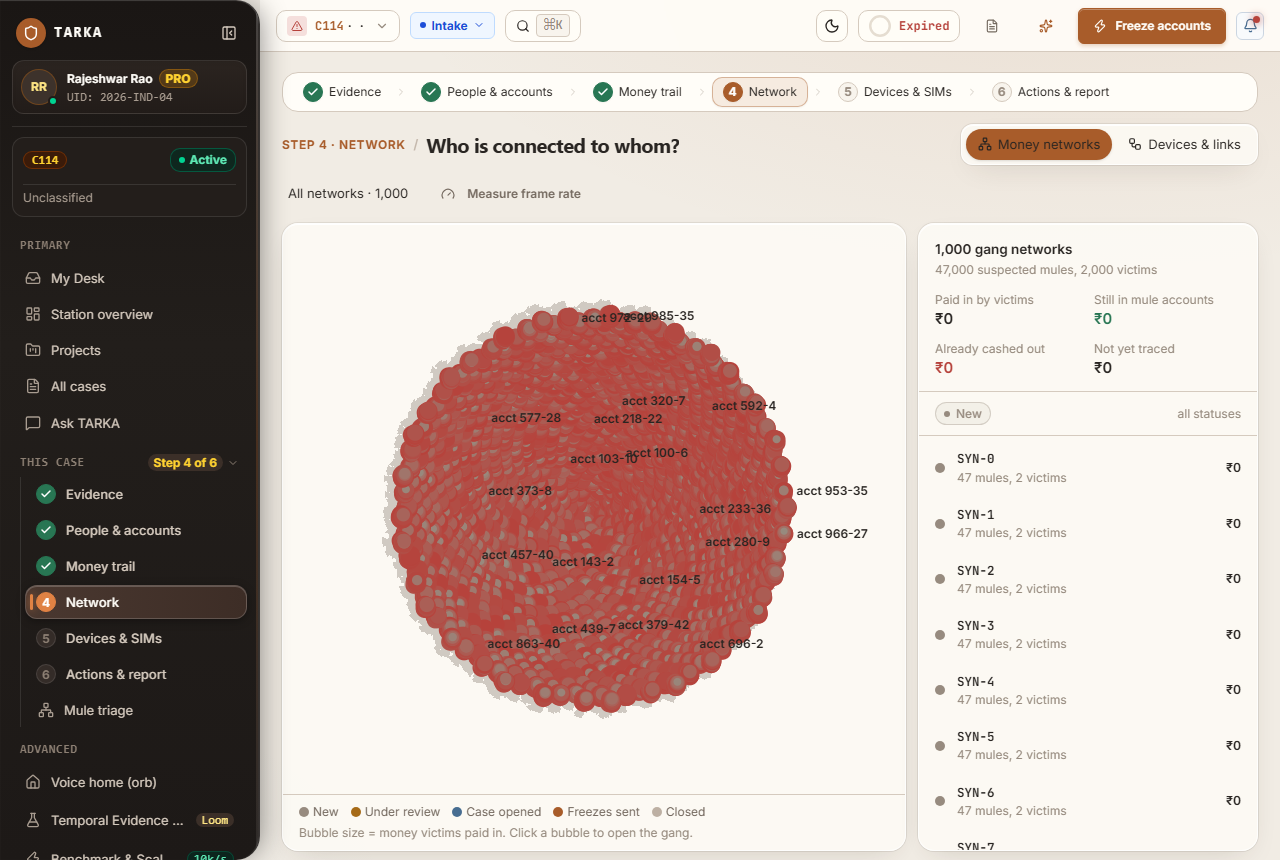 TARKA
RR
Rajeshwar Rao PRO
UID: 2026-IND-04
C114
Active
Unclassified
PRIMARY
My Desk
Station overview
Projects
All cases
Ask TARKA
THIS CASE
Step 4 of 6
Evidence
People & accounts
Money trail
4 Network
5 Devices & SIMs
6 Actions & report
Mule triage
ADVANCED
Voice home (orb)
Temporal Evidence ... Loom
Benchmark & Scal 10k/s
C114 · ·
Intake
⌘K
Expired
Freeze accounts
Evidence
People & accounts
Money trail
4 Network
5 Devices & SIMs
6 Actions & report
STEP 4 · NETWORK / Who is connected to whom?
Money networks
Devices & links
All networks · 1,000
Measure frame rate
acct 985-35
acct 320-7
acct 592-4
acct 577-28
acct 218-22
acct 100-6
acct 103-10
acct 373-8
acct 953-35
acct 233-36
acct 966-27
acct 280-9
acct 457-40
acct 143-2
acct 154-5
acct 439-7
acct 379-42
acct 863-40
acct 696-2
New
Under review
Case opened
Freezes sent
Closed
Bubble size = money victims paid in. Click a bubble to open the gang.
1,000 gang networks
47,000 suspected mules, 2,000 victims
Paid in by victims
₹0
Still in mule accounts
₹0
Already cashed out
₹0
Not yet traced
₹0
New
all statuses
SYN-0 ₹0
47 mules, 2 victims
SYN-1 ₹0
47 mules, 2 victims
SYN-2 ₹0
47 mules, 2 victims
SYN-3 ₹0
47 mules, 2 victims
SYN-4 ₹0
47 mules, 2 victims
SYN-5 ₹0
47 mules, 2 victims
SYN-6 ₹0
47 mules, 2 victims
SYN-7